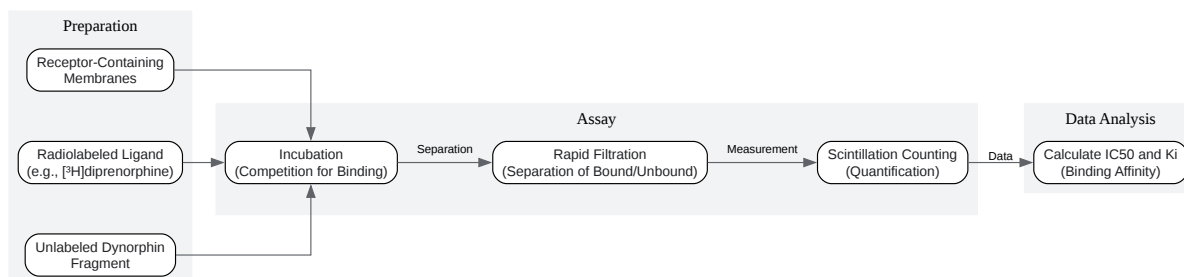 Preparation
Receptor-Containing
Membranes
Radiolabeled Ligand
(e.g., [³H]diprenorphine)
Unlabeled Dynorphin
Fragment
Assay
Incubation
(Competition for Binding)
Separation
Rapid Filtration
(Separation of Bound/Unbound)
Measurement
Scintillation Counting
(Quantification)
Data
Data Analysis
Calculate IC50 and Ki
(Binding Affinity)